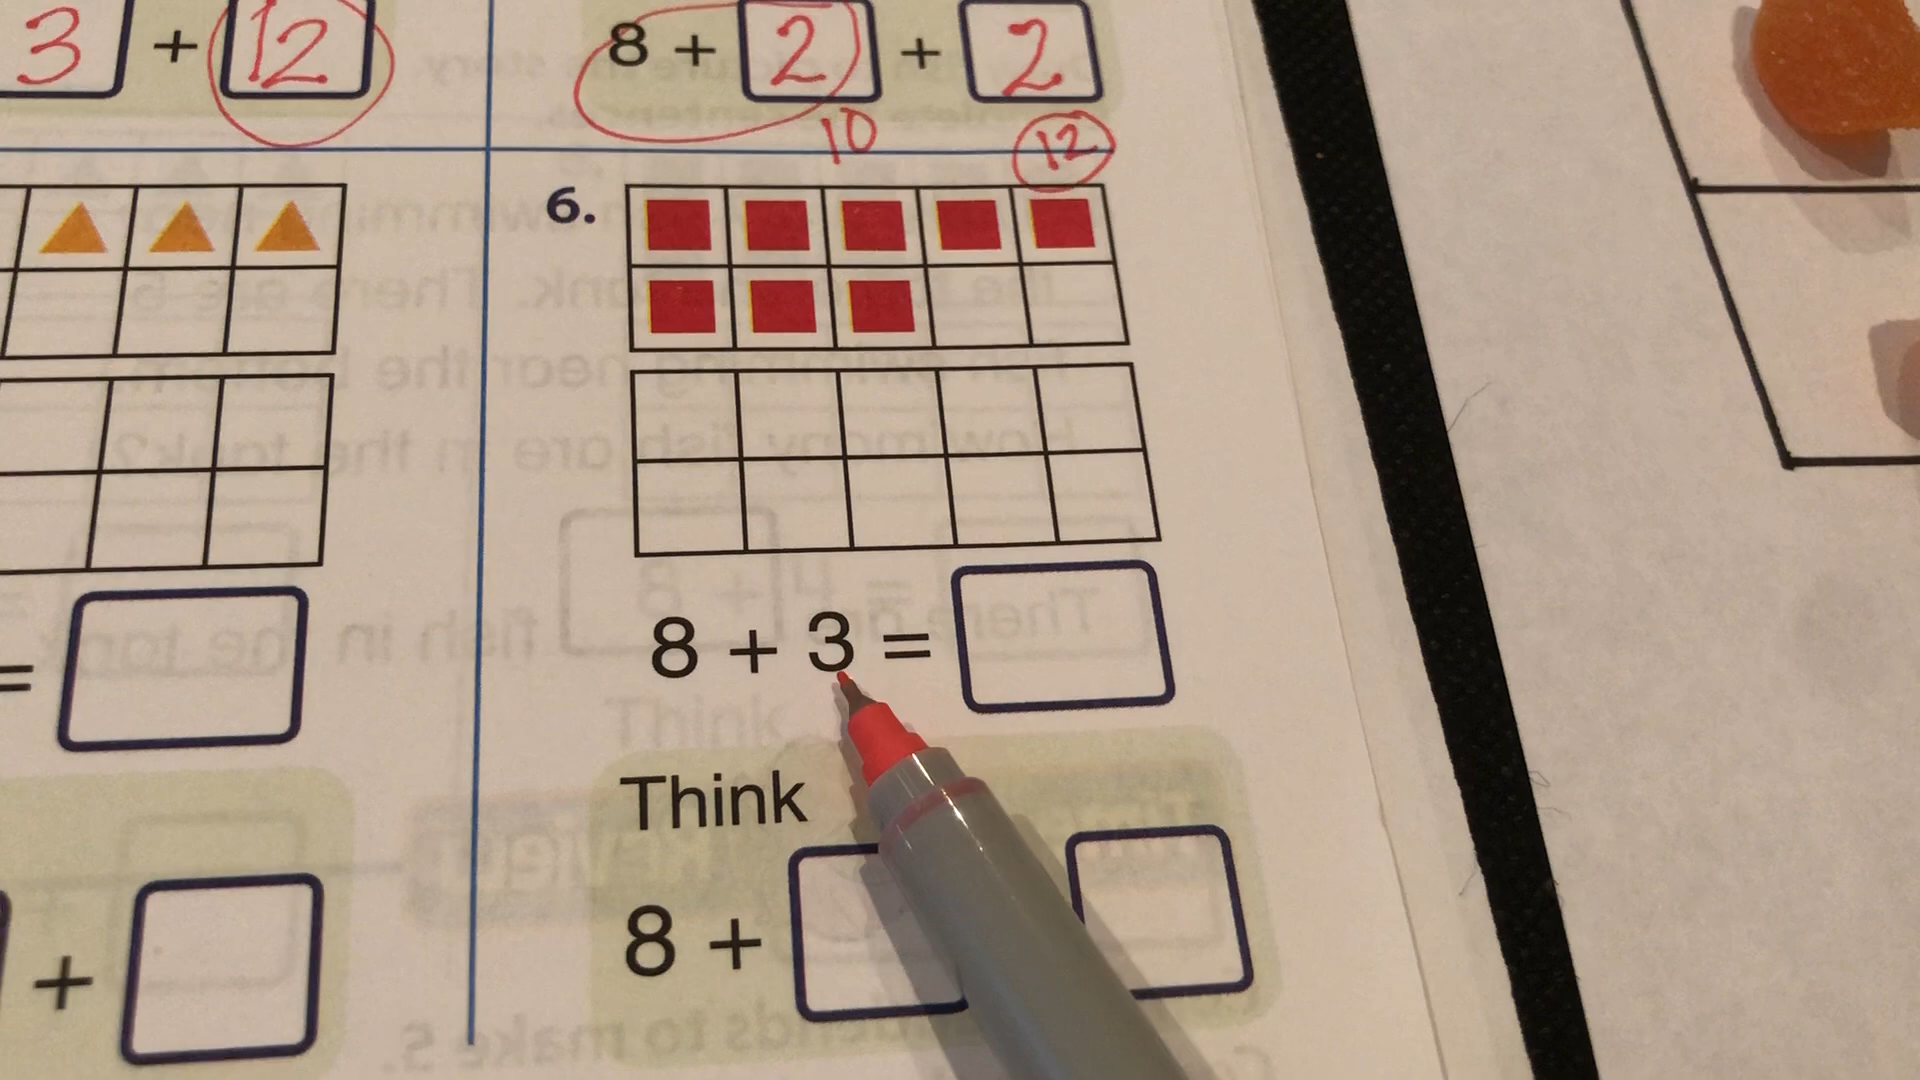 3 + 12
8 + 2 + 2
10
12
6.
8 + 3 =
=
Think
8 +
+